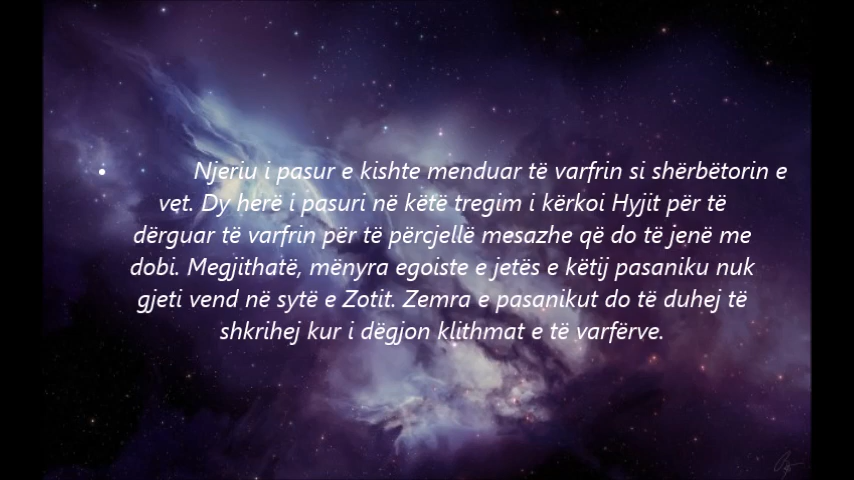 • Njeriu i pasur e kishte menduar të varfrin si shërbëtorin e
vet. Dy herë i pasuri në këtë tregim i kërkoi Hyjit për të
dërguar të varfrin për të përcjellë mesazhe që do të jenë me
dobi. Megjithatë, mënyra egoiste e jetës e këtij pasaniku nuk
gjeti vend në sytë e Zotit. Zemra e pasanikut do të duhej të
shkrihej kur i dëgjon klithmat e të varfërve.